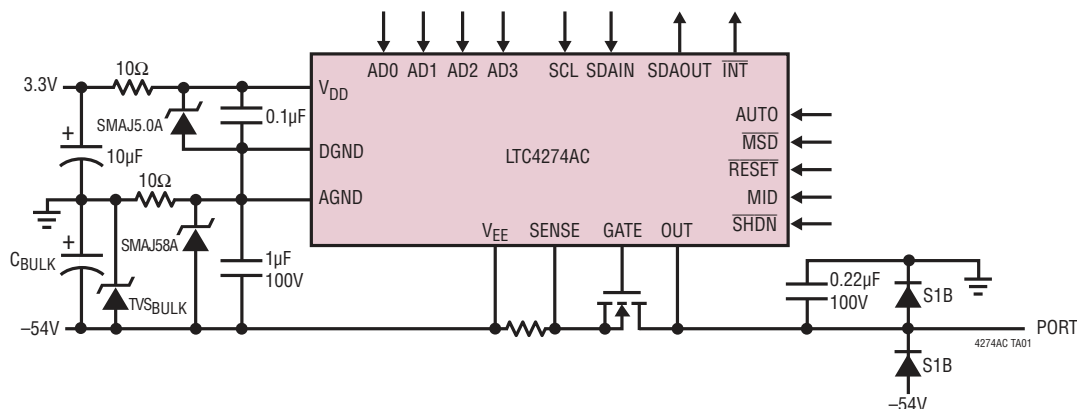 AD0 AD1 AD2 AD3 SCL SDAIN SDAOUT INT
3.3V
10Ω
VDD
SMAJ5.0A
0.1µF
+
10µF
DGND
LTC4274AC
AUTO
MSD
RESET
MID
SHDN
10Ω
AGND
SMAJ58A
+
CBULK
TVSBULK
1µF
100V
VEE SENSE GATE OUT
0.22µF
100V
S1B
–54V
PORT
4274AC TA01
S1B
–54V